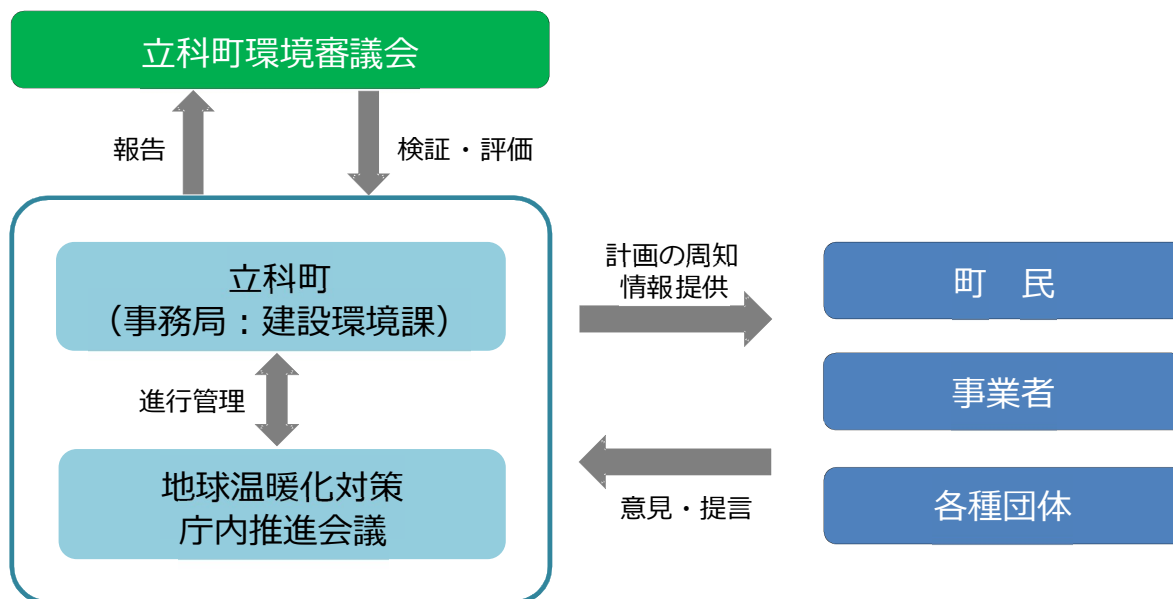 立科町環境審議会
報告
検証・評価
立科町
（事務局：建設環境課）
進行管理
地球温暖化対策
庁内推進会議
計画の周知
情報提供
意見・提言
町　民
事業者
各種団体